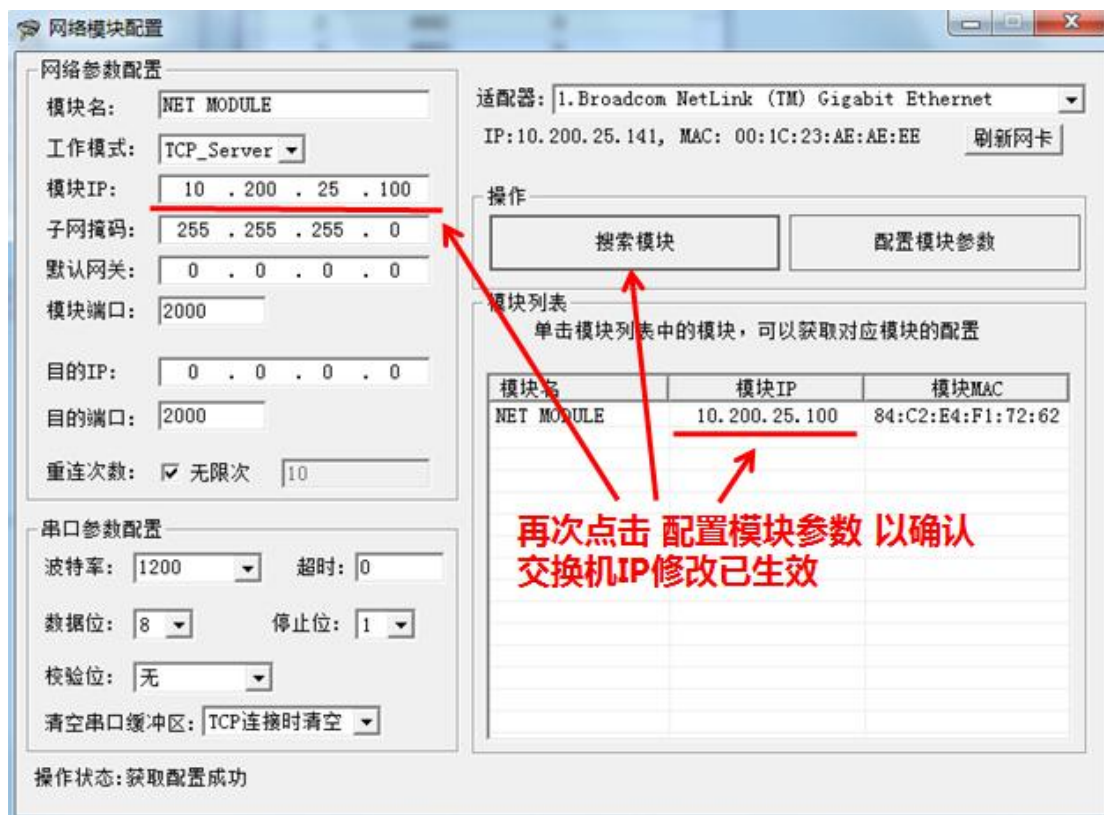 网络模块配置
网络参数配置
模块名: NET MODULE
工作模式: TCP_Server
模块IP: 10 . 200 . 25 . 100
子网掩码: 255 . 255 . 255 . 0
默认网关: 0 . 0 . 0 . 0
模块端口: 2000
目的IP: 0 . 0 . 0 . 0
目的端口: 2000
重连次数: 无限次 10
串口参数配置
波特率: 1200 超时: 0
数据位: 8 停止位: 1
校验位: 无
清空串口缓冲区: TCP连接时清空
操作状态:获取配置成功
适配器: 1.Broadcom NetLink (TM) Gigabit Ethernet
IP:10.200.25.141, MAC: 00:1C:23:AE:AE:EE 刷新网卡
操作
搜索模块 配置模块参数
模块列表
单击模块列表中的模块，可以获取对应模块的配置
模块名 模块IP 模块MAC
NET MODULE 10.200.25.100 84:C2:E4:F1:72:62
再次点击 配置模块参数 以确认
交换机IP修改已生效